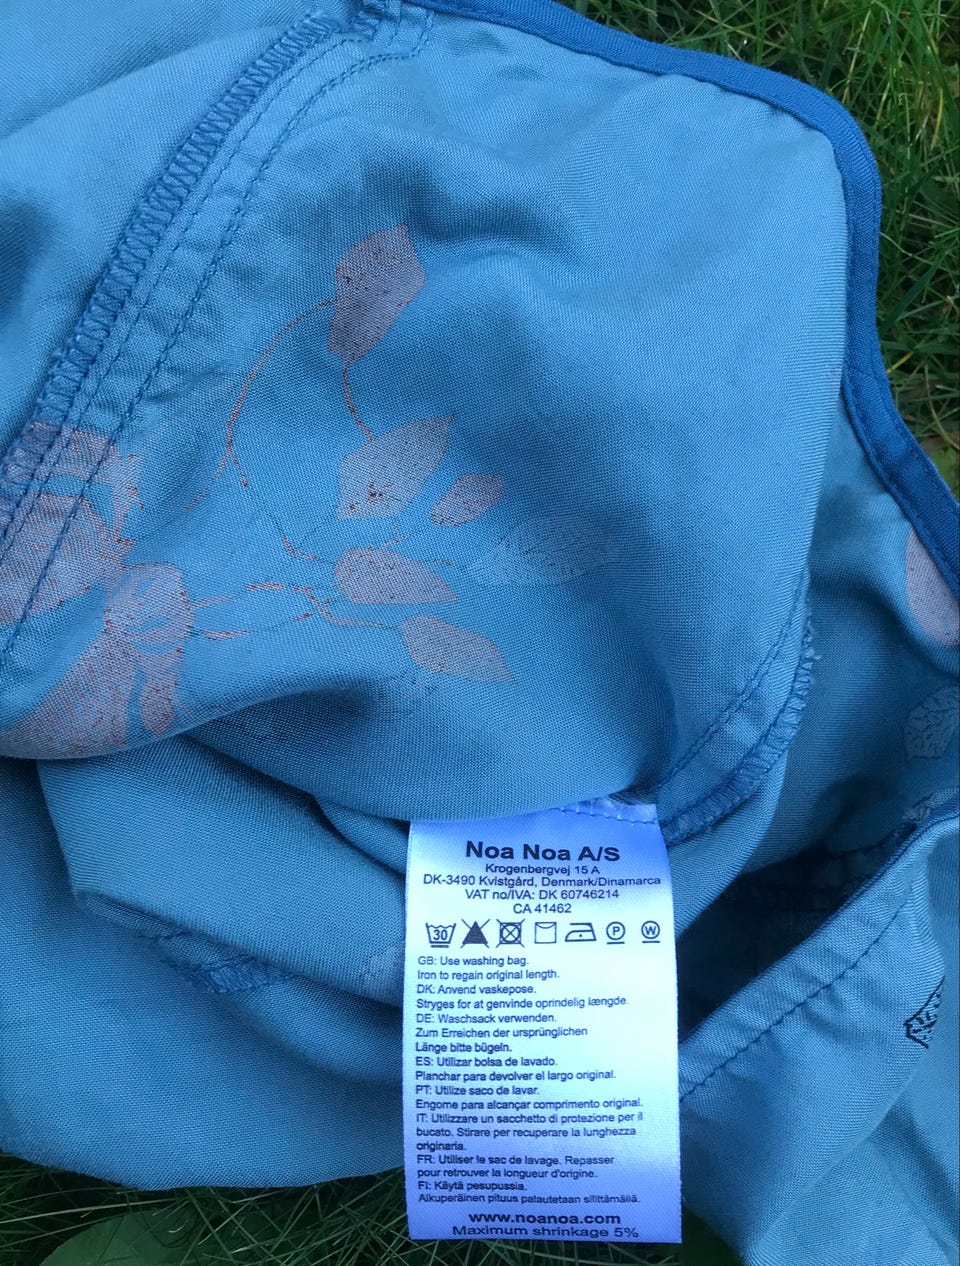 Noa Noa A/S
Krogenbergvej 15 A
DK-3490 Kvistgård, Denmark/Dinamarca
VAT no/IVA: DK 60746214
CA 41462
30 P W
GB: Use washing bag.
Iron to regain original length.
DK: Anvend vaskepose.
Stryges for at genvinde oprindelig længde.
DE: Waschsack verwenden.
Zum Erreichen der ursprünglichen
Länge bitte bügeln.
ES: Utilizar bolsa de lavado.
Planchar para devolver el largo original.
PT: Utilize saco de lavar.
Engome para alcançar comprimento original.
IT: Utilizzare un sacchetto di protezione per il
bucato. Stirare per recuperare la lunghezza
originaria.
FR: Utiliser le sac de lavage. Repasser
pour retrouver la longueur d'origine.
FI: Käytä pesupussia.
Alkuperäinen pituus palautetaan silittämällä.
www.noanoa.com
Maximum shrinkage 5%